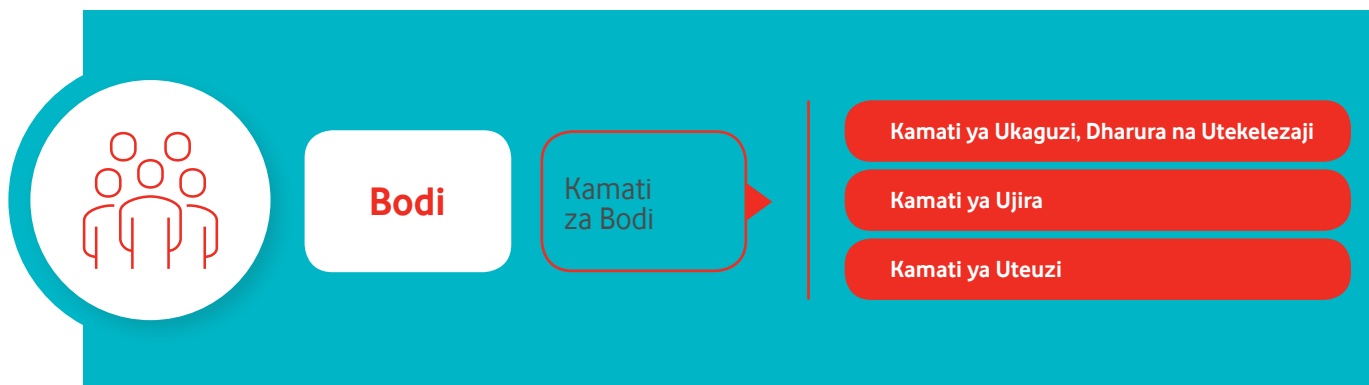 Bodi
Kamati
za Bodi
Kamati ya Ukaguzi, Dharura na Utekelezaji
Kamati ya Ujira
Kamati ya Uteuzi